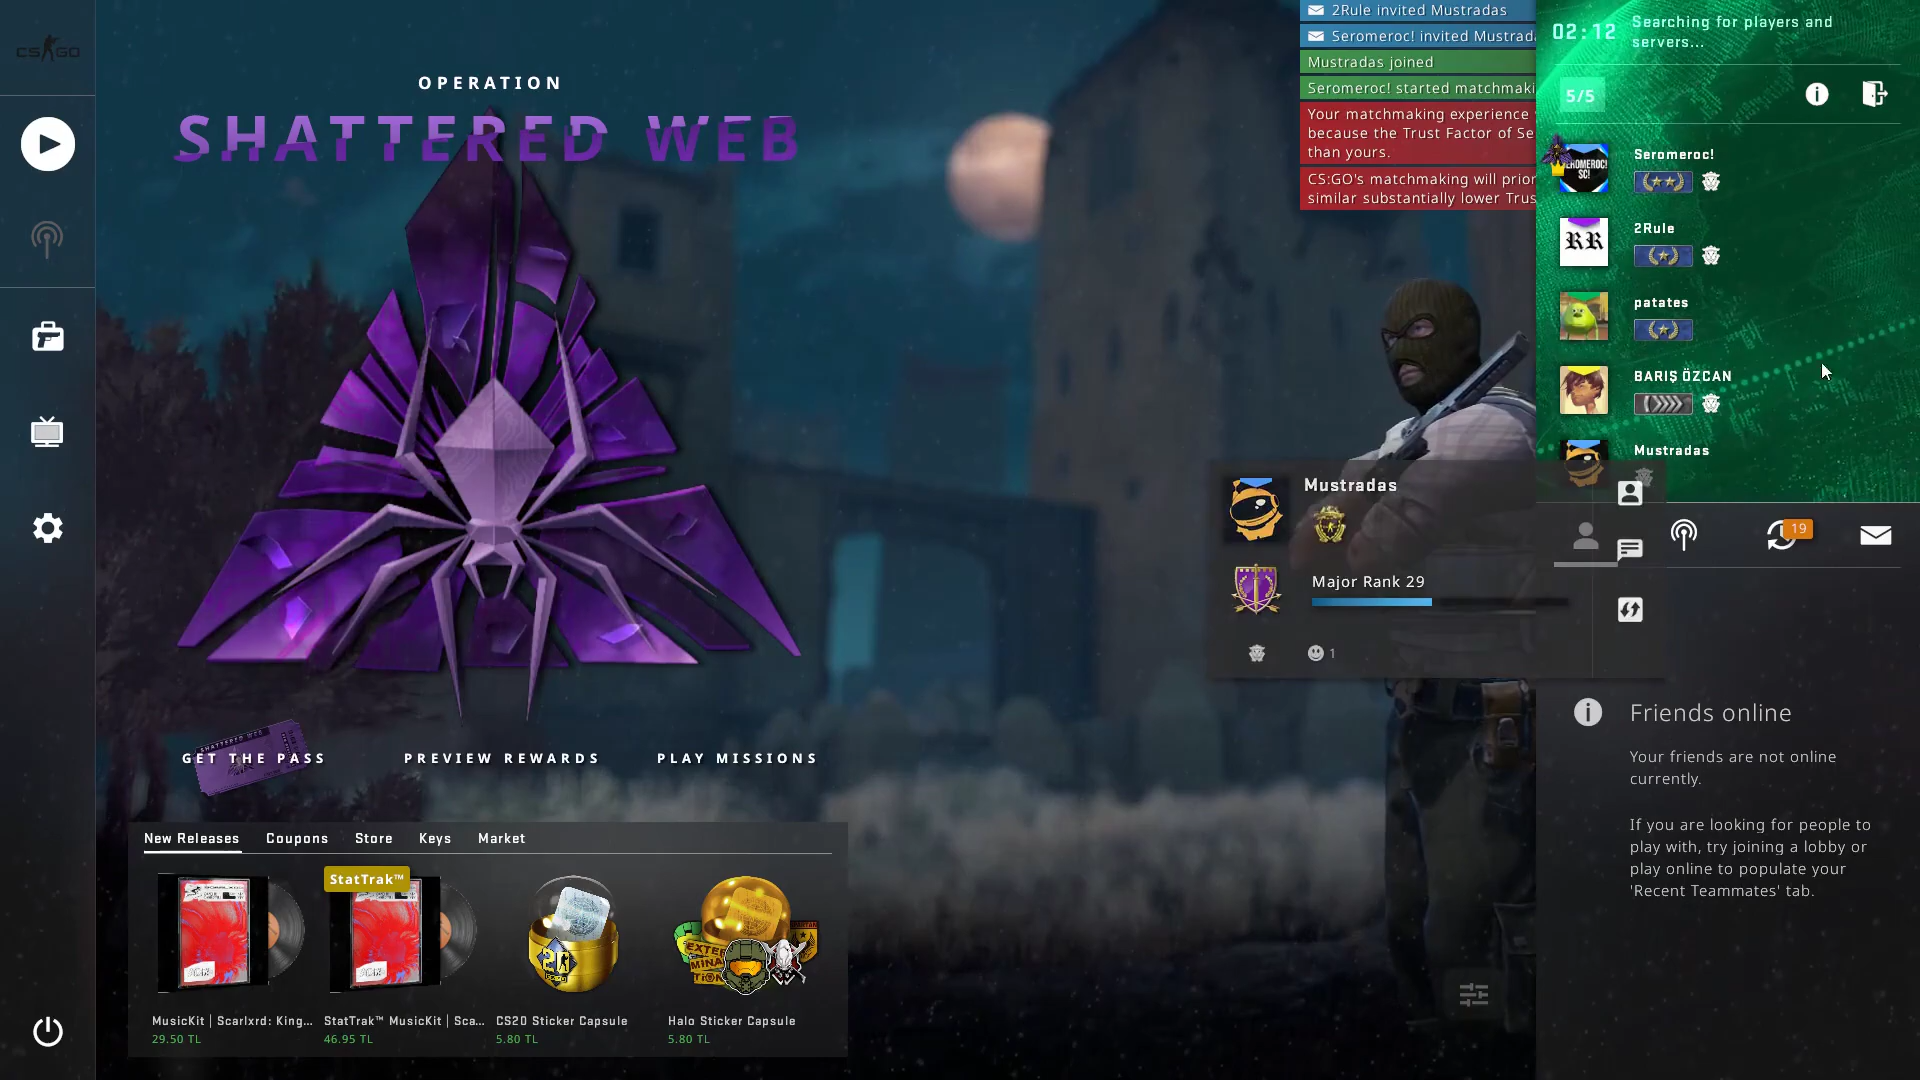 CS GO
OPERATION
SHATTERED WEB
GET THE PASS
PREVIEW REWARDS
PLAY MISSIONS
New Releases
Coupons
Store
Keys
Market
StatTrak™
MusicKit | Scarlxrd: King...
29.50 TL
StatTrak™ MusicKit | Sca...
46.95 TL
CS20 Sticker Capsule
5.80 TL
Halo Sticker Capsule
5.80 TL
2Rule invited Mustradas
Seromeroc! invited Mustrada
Mustradas joined
Seromeroc! started matchmaki
Your matchmaking experience
because the Trust Factor of Se
than yours.
CS:GO's matchmaking will prior
similar substantially lower Trus
02:12
Searching for players and
servers...
5/5
Seromeroc!
2Rule
RR
patates
BARIŞ ÖZCAN
Mustradas
Mustradas
Major Rank 29
1
19
Friends online
Your friends are not online
currently.
If you are looking for people to
play with, try joining a lobby or
play online to populate your
'Recent Teammates' tab.